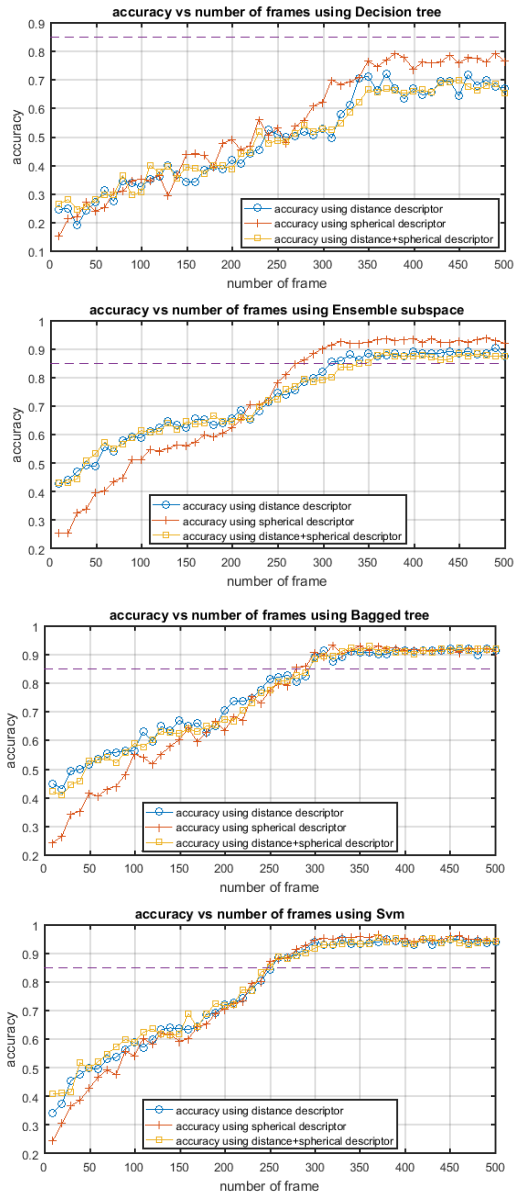 accuracy vs number of frames using Decision tree
0.9
0.8
0.7
0.6
0.5
0.4
0.3
0.2
0.1
accuracy
accuracy using distance descriptor
accuracy using spherical descriptor
accuracy using distance+spherical descriptor
0 50 100 150 200 250 300 350 400 450 500
number of frame
accuracy vs number of frames using Ensemble subspace
1
0.9
0.8
0.7
0.6
0.5
0.4
0.3
0.2
accuracy
accuracy using distance descriptor
accuracy using spherical descriptor
accuracy using distance+spherical descriptor
0 50 100 150 200 250 300 350 400 450 500
number of frame
accuracy vs number of frames using Bagged tree
1
0.9
0.8
0.7
0.6
0.5
0.4
0.3
0.2
accuracy
accuracy using distance descriptor
accuracy using spherical descriptor
accuracy using distance+spherical descriptor
0 50 100 150 200 250 300 350 400 450 500
number of frame
accuracy vs number of frames using Svm
1
0.9
0.8
0.7
0.6
0.5
0.4
0.3
0.2
accuracy
accuracy using distance descriptor
accuracy using spherical descriptor
accuracy using distance+spherical descriptor
0 50 100 150 200 250 300 350 400 450 500
number of frame